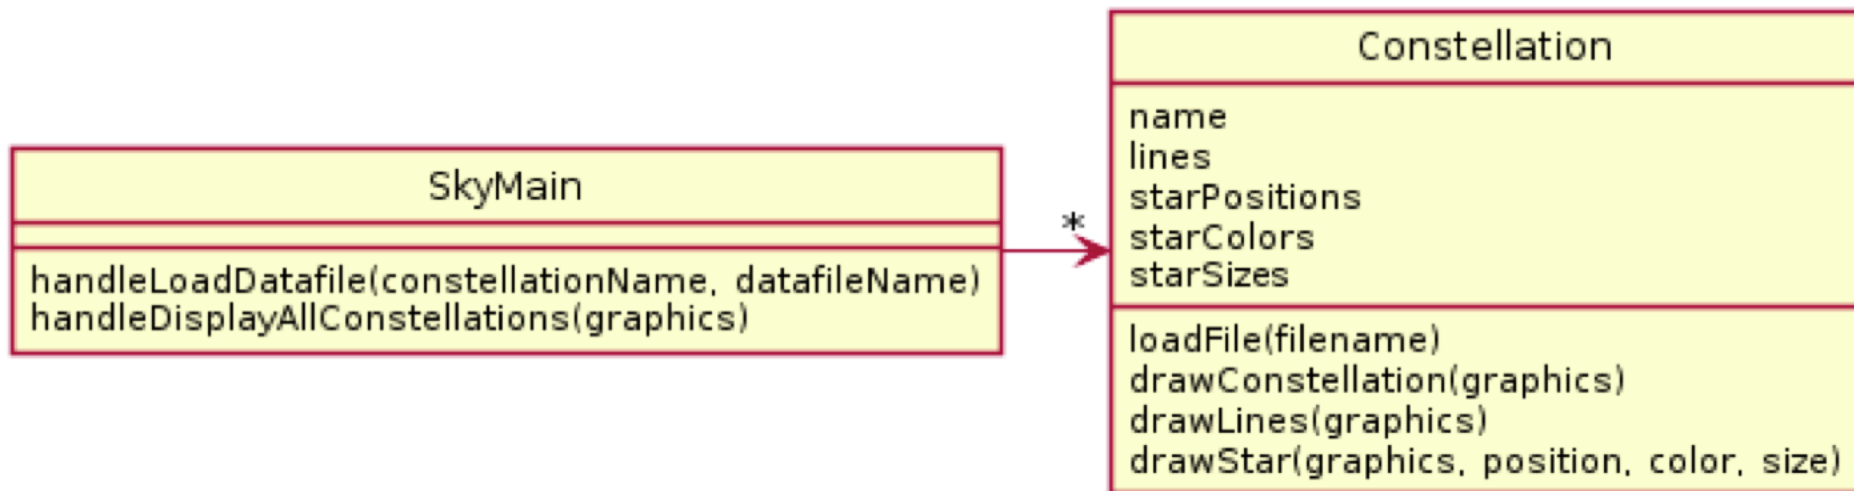 SkyMain
handleLoadDatafile(constellationName, datafileName)
handleDisplayAllConstellations(graphics)
*
Constellation
name
lines
starPositions
starColors
starSizes
loadFile(filename)
drawConstellation(graphics)
drawLines(graphics)
drawStar(graphics, position, color, size)